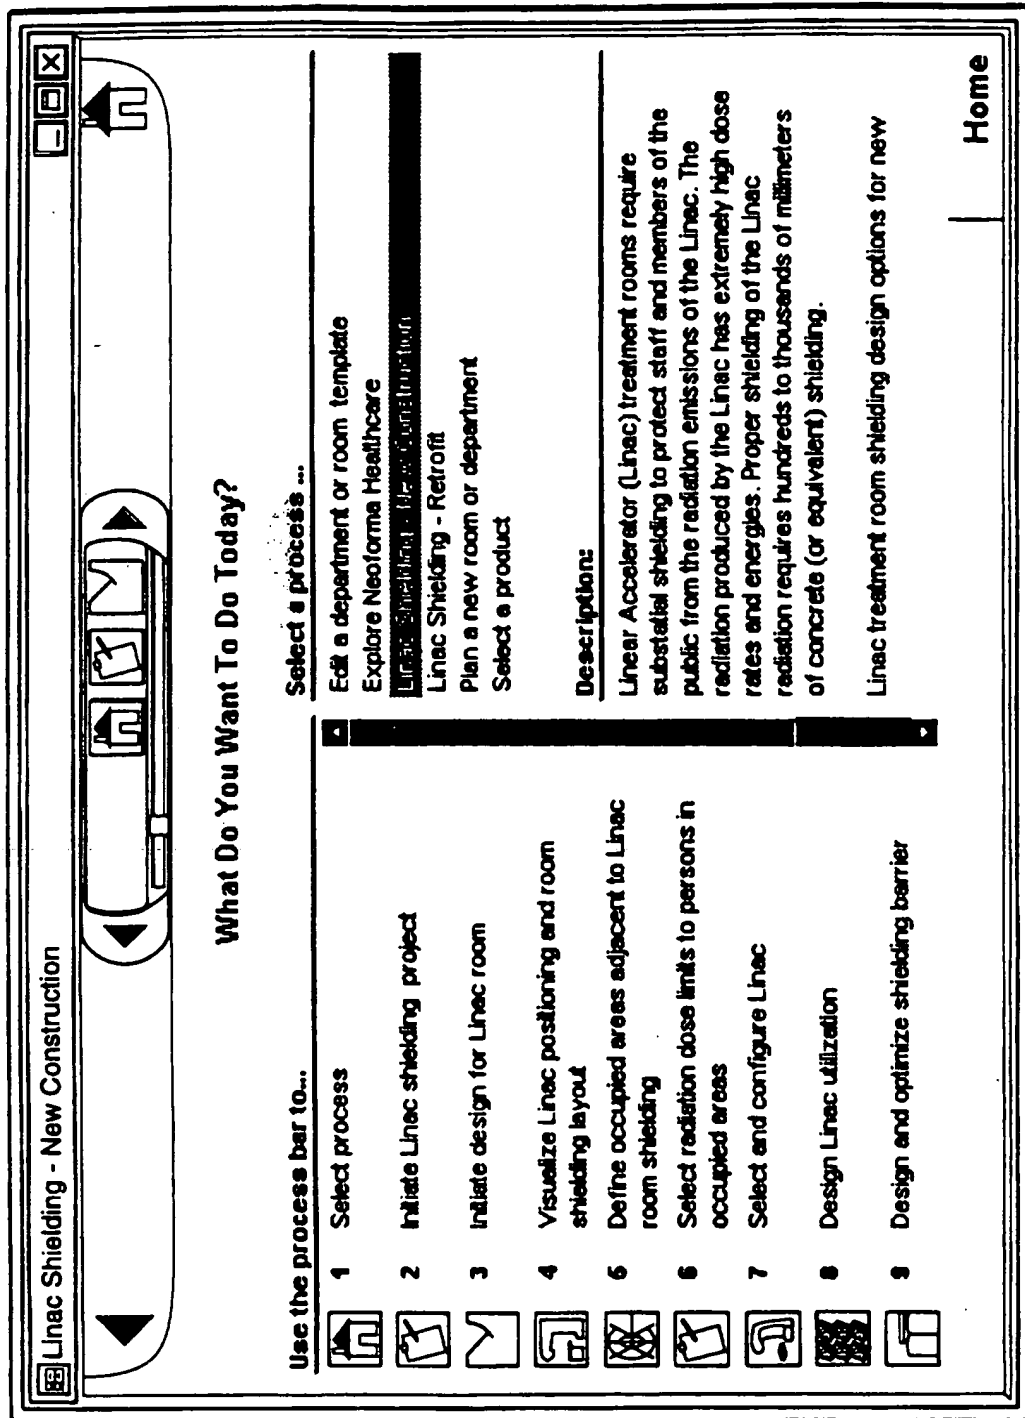 Linac Shielding - New Construction
What Do You Want To Do Today?
Use the process bar to...
1 Select process
2 Initiate Linac shielding project
3 Initiate design for Linac room
4 Visualize Linac positioning and room
shielding layout
5 Define occupied areas adjacent to Linac
room shielding
6 Select radiation dose limits to persons in
occupied areas
7 Select and configure Linac
8 Design Linac utilization
9 Design and optimize shielding barrier
Select a process ...
Edit a department or room template
Explore Neoforma Healthcare
Linac Shielding - New Construction
Linac Shielding - Retrofit
Plan a new room or department
Select a product
Description:
Linear Accelerator (Linac) treatment rooms require
substatial shielding to protect staff and members of the
public from the radiation emissions of the Linac. The
radiation produced by the Linac has extremely high dose
rates and energies. Proper shielding of the Linac
radiation requires hundreds to thousands of millimeters
of concrete (or equivalent) shielding.
Linac treatment room shielding design options for new
Home